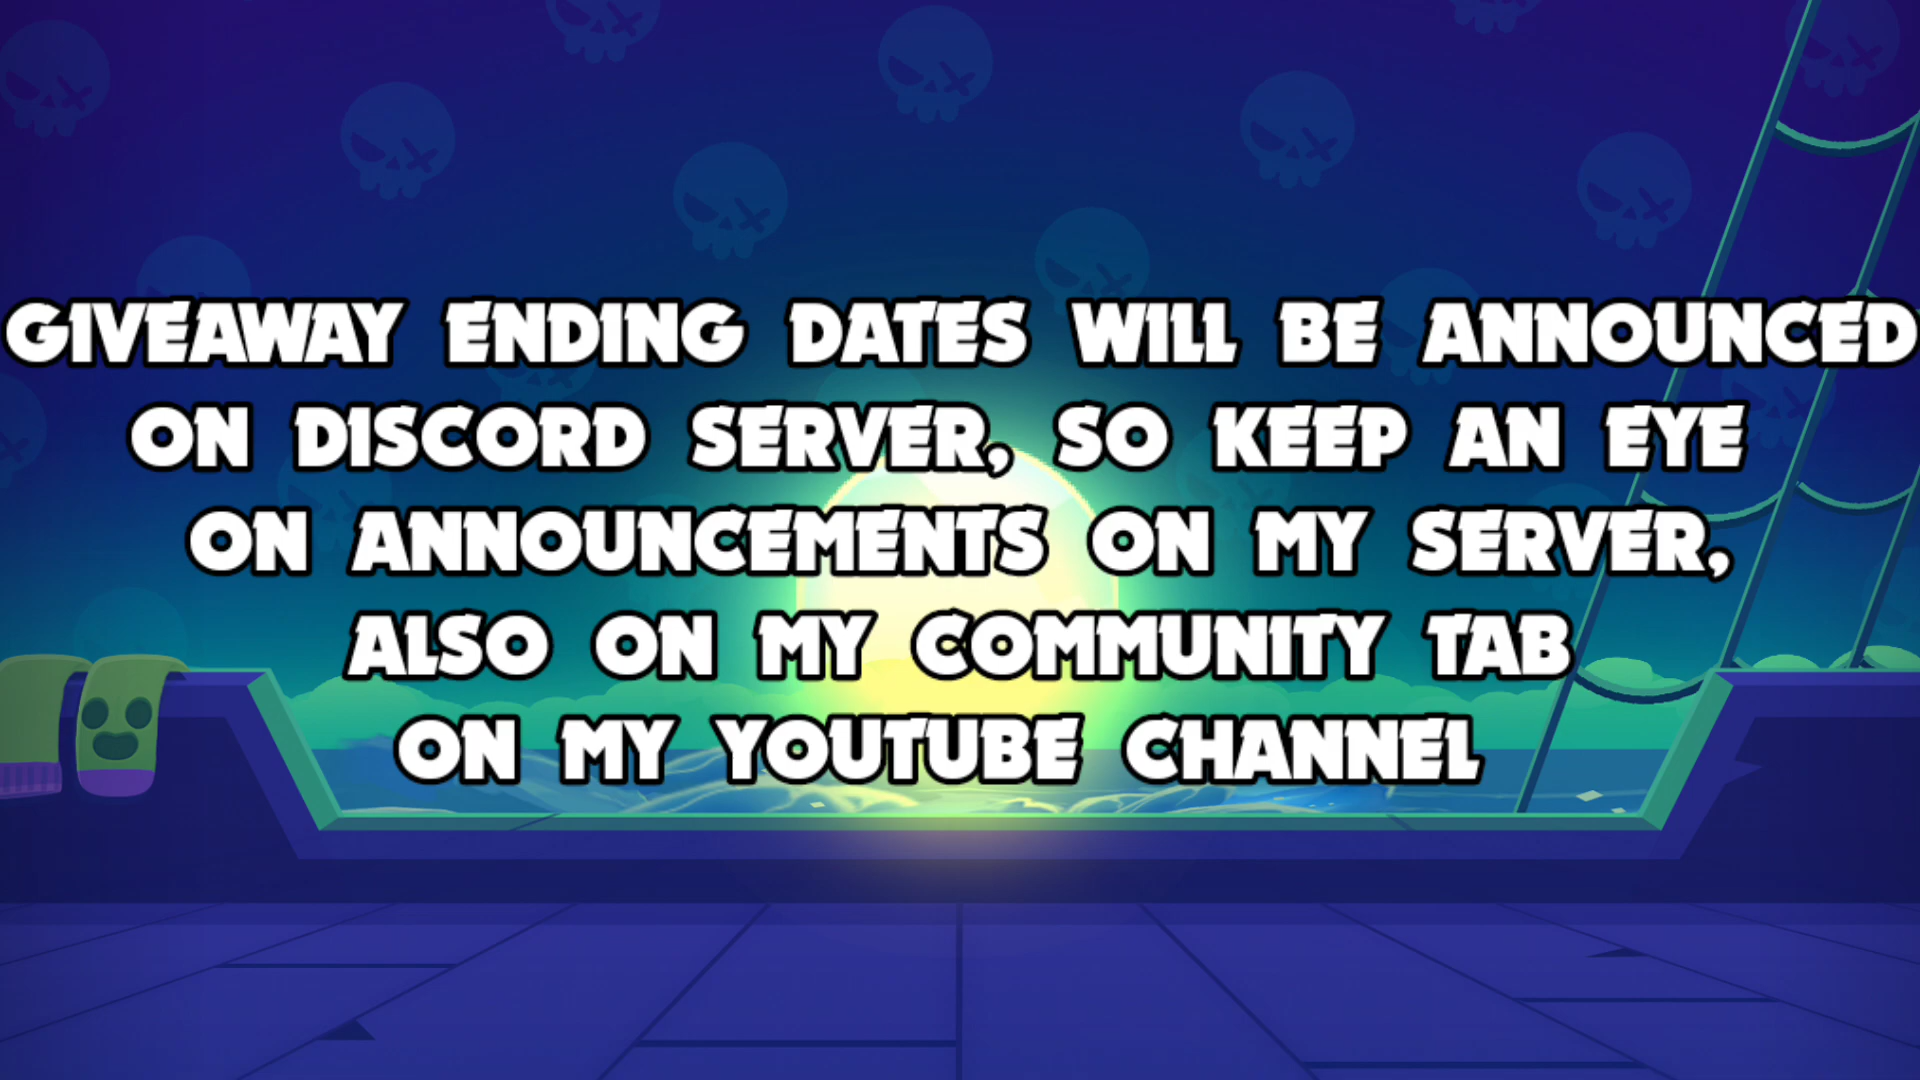 GIVEAWAY ENDING DATES WILL BE ANNOUNCED
ON DISCORD SERVER, SO KEEP AN EYE
ON ANNOUNCEMENTS ON MY SERVER,
ALSO ON MY COMMUNITY TAB
ON MY YOUTUBE CHANNEL